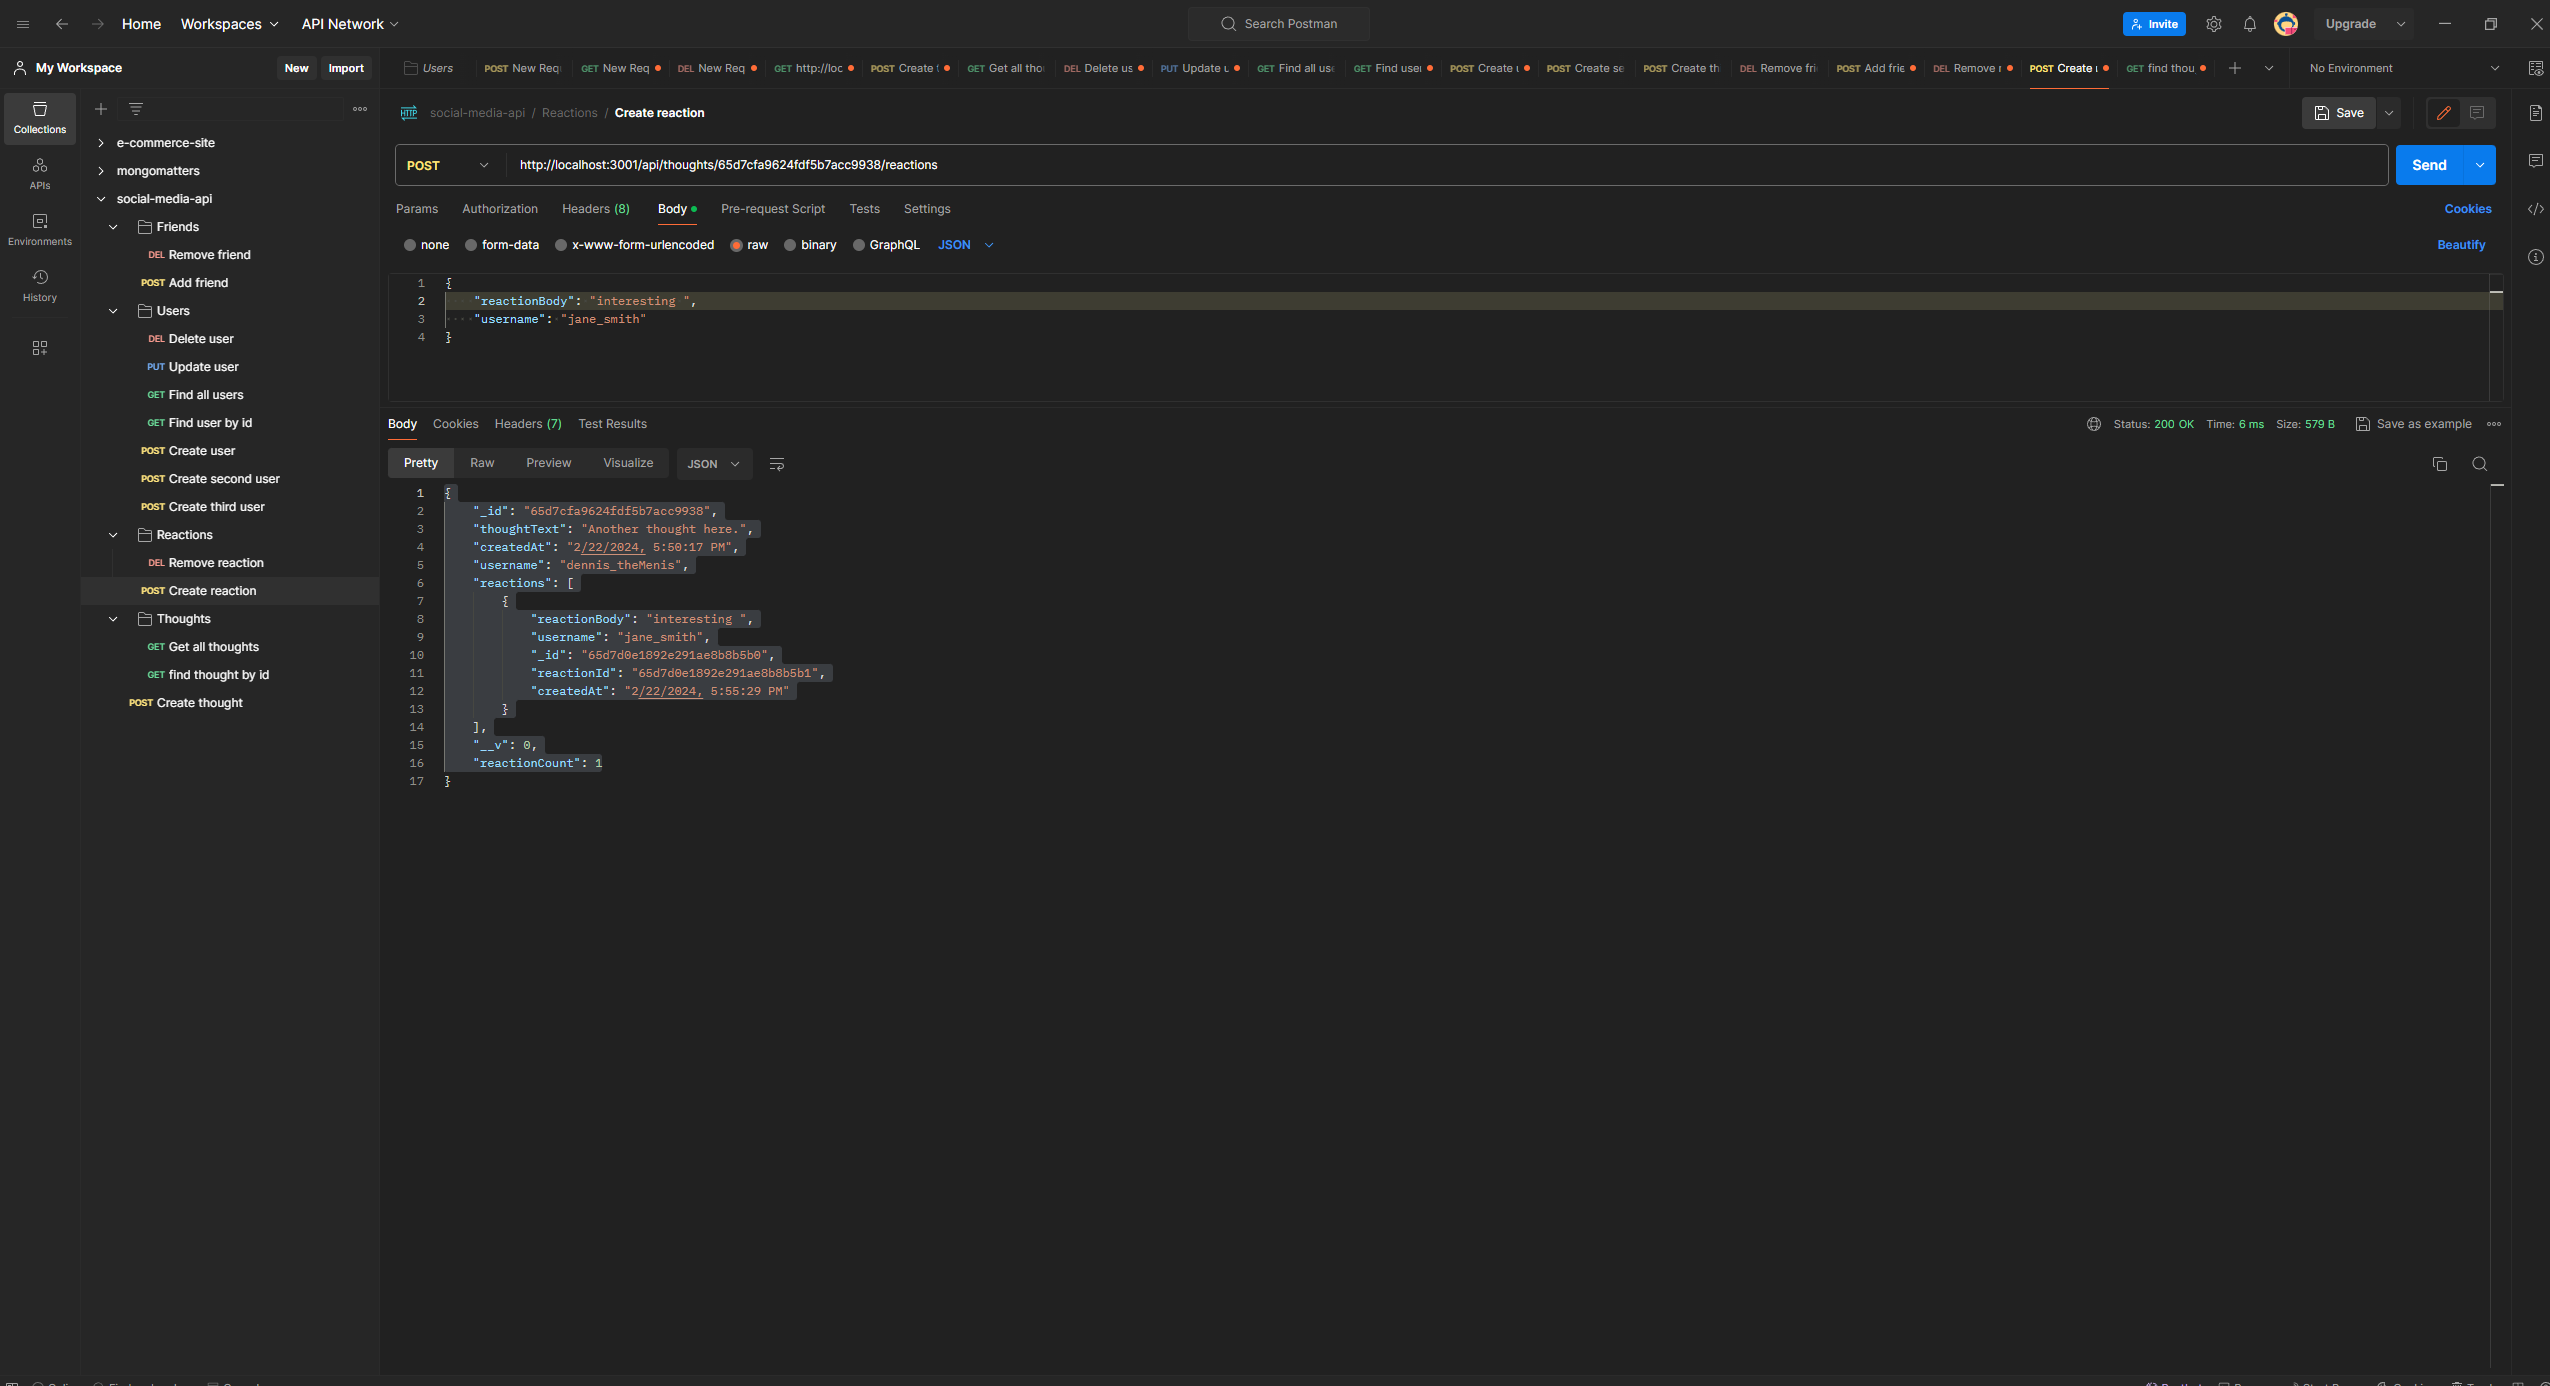 Home Workspaces API Network Search Postman Invite Upgrade
My Workspace New Import
Users POST New Req GET New Req DEL New Req GET http://loc POST Create GET Get all tho DEL Delete us PUT Update GET Find all use GET Find use POST Create POST Create se POST Create th DEL Remove fri POST Add frie DEL Remove POST Create GET find thou No Environment
Collections
APIs
Environments
History
e-commerce-site
mongomatters
social-media-api
Friends
DEL Remove friend
POST Add friend
Users
DEL Delete user
PUT Update user
GET Find all users
GET Find user by id
POST Create user
POST Create second user
POST Create third user
Reactions
DEL Remove reaction
POST Create reaction
Thoughts
GET Get all thoughts
GET find thought by id
POST Create thought
HTTP social-media-api / Reactions / Create reaction Save
POST http://localhost:3001/api/thoughts/65d7cfa9624fdf5b7acc9938/reactions Send
Params Authorization Headers (8) Body Pre-request Script Tests Settings Cookies
none form-data x-www-form-urlencoded raw binary GraphQL JSON Beautify
1 {
2 "reactionBody": "interesting ",
3 "username": "jane_smith"
4 }
Body Cookies Headers (7) Test Results Status: 200 OK Time: 6 ms Size: 579 B Save as example
Pretty Raw Preview Visualize JSON
1 {
2 "_id": "65d7cfa9624fdf5b7acc9938",
3 "thoughtText": "Another thought here.",
4 "createdAt": "2/22/2024, 5:50:17 PM",
5 "username": "dennis_theMenis",
6 "reactions": [
7 {
8 "reactionBody": "interesting ",
9 "username": "jane_smith",
10 "_id": "65d7d0e1892e291ae8b8b5b0",
11 "reactionId": "65d7d0e1892e291ae8b8b5b1",
12 "createdAt": "2/22/2024, 5:55:29 PM"
13 }
14 ],
15 "__v": 0,
16 "reactionCount": 1
17 }